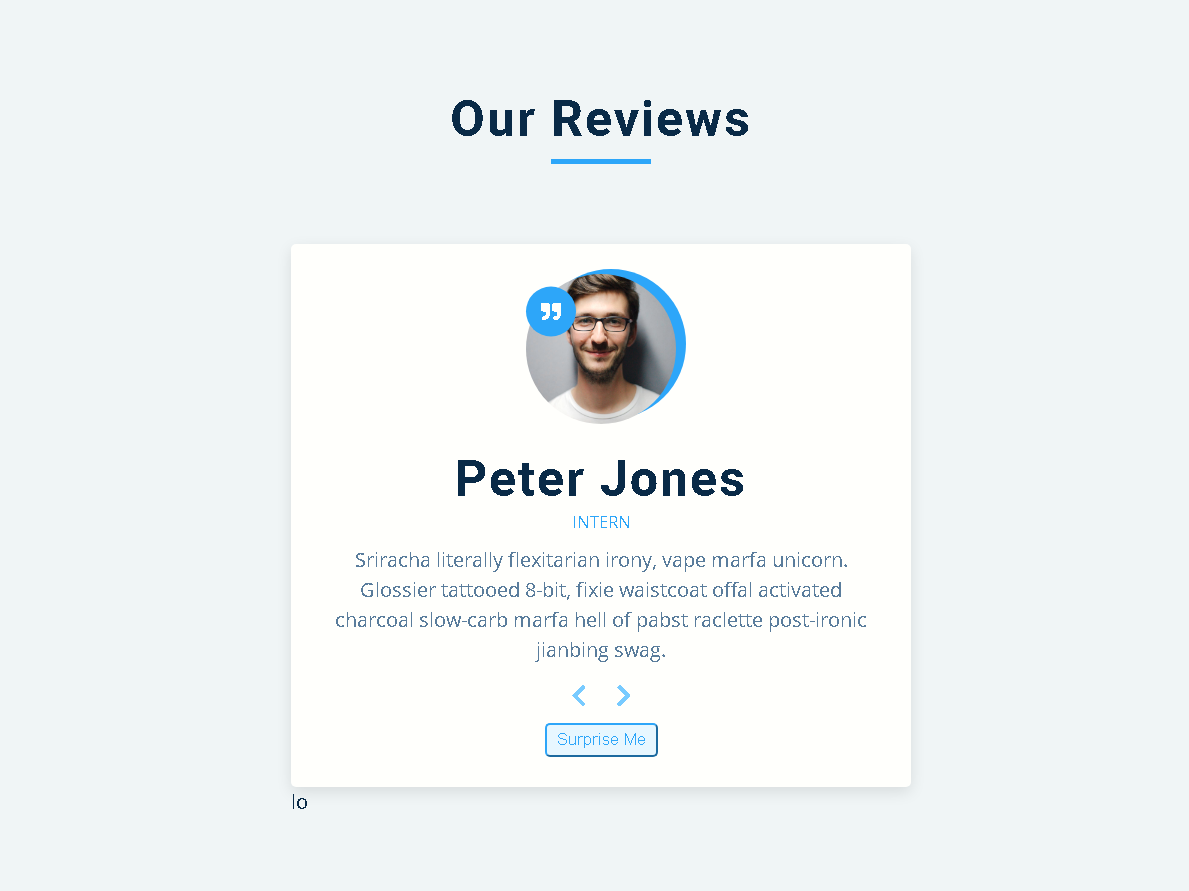 Our Reviews
Peter Jones
INTERN
Sriracha literally flexitarian irony, vape marfa unicorn.
Glossier tattooed 8-bit, fixie waistcoat offal activated
charcoal slow-carb marfa hell of pabst raclette post-ironic
jianbing swag.
Surprise Me
lo